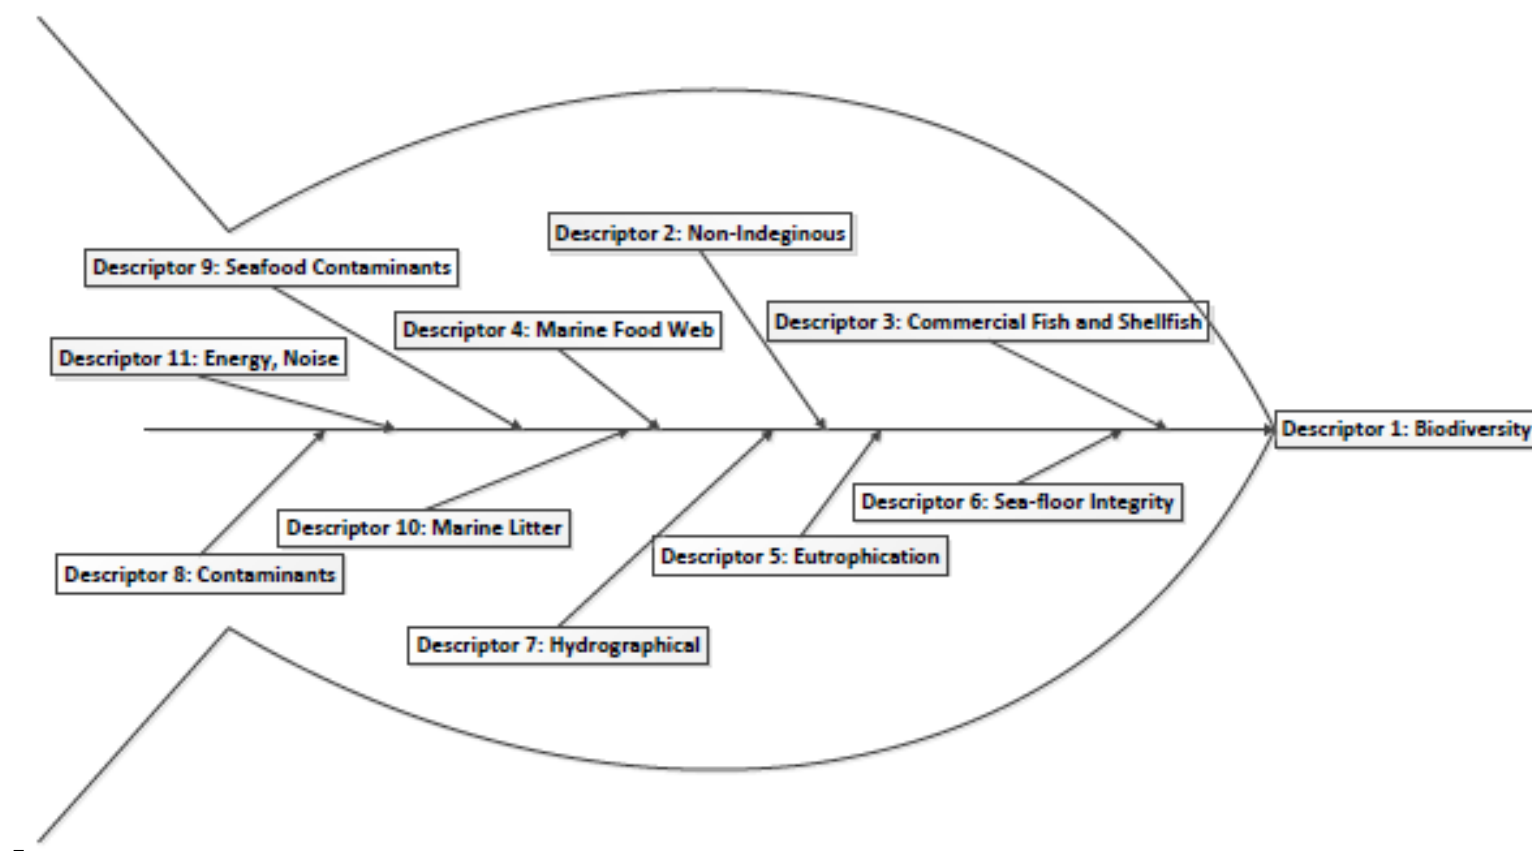 Descriptor 2: Non-Indeginous
Descriptor 9: Seafood Contaminants
Descriptor 3: Commercial Fish and Shellfish
Descriptor 4: Marine Food Web
Descriptor 11: Energy, Noise
Descriptor 1: Biodiversity
Descriptor 6: Sea-floor Integrity
Descriptor 10: Marine Litter
Descriptor 5: Eutrophication
Descriptor 8: Contaminants
Descriptor 7: Hydrographical